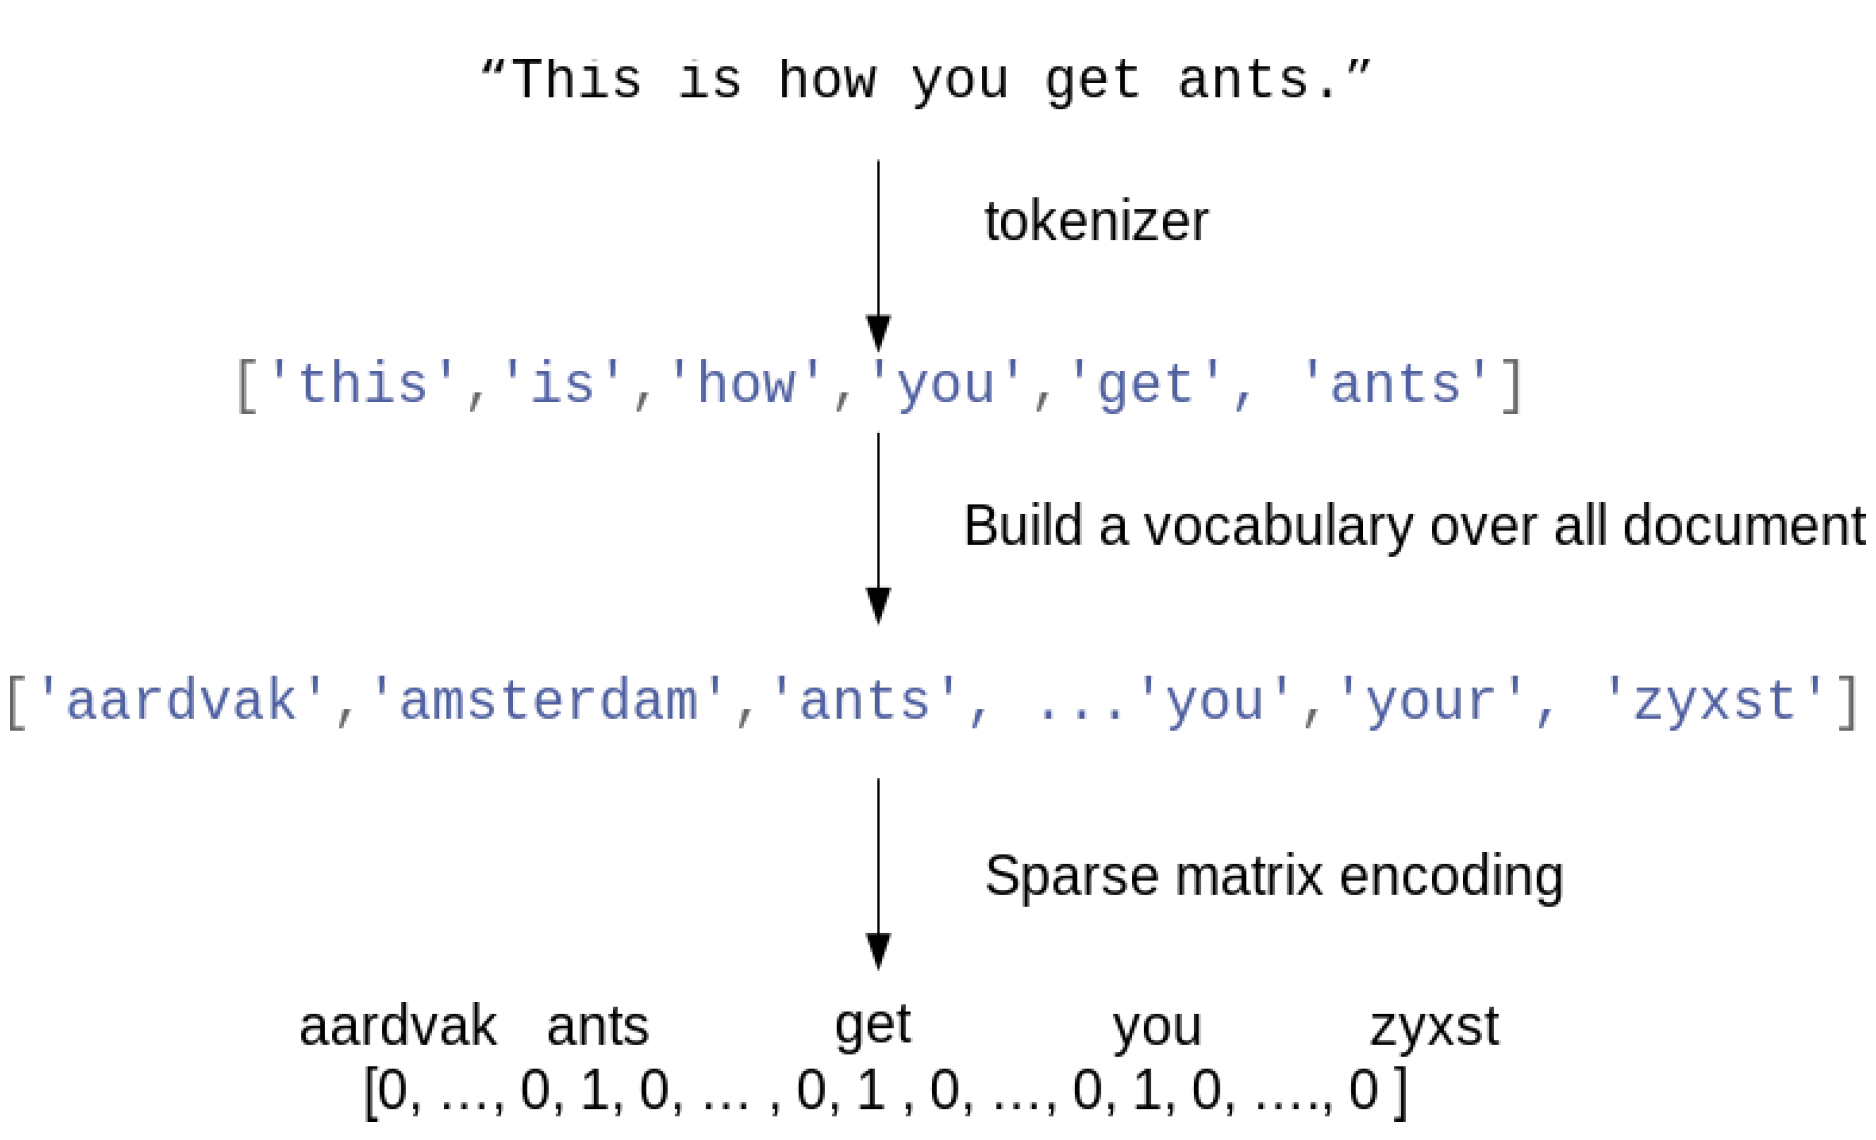 “This is how you get ants.”
tokenizer
['this','is','how','you','get', 'ants']
Build a vocabulary over all document
['aardvak','amsterdam','ants', ...'you','your', 'zyxst']
Sparse matrix encoding
aardvak ants get you zyxst
[0, …, 0, 1, 0, … , 0, 1 , 0, …, 0, 1, 0, …., 0 ]